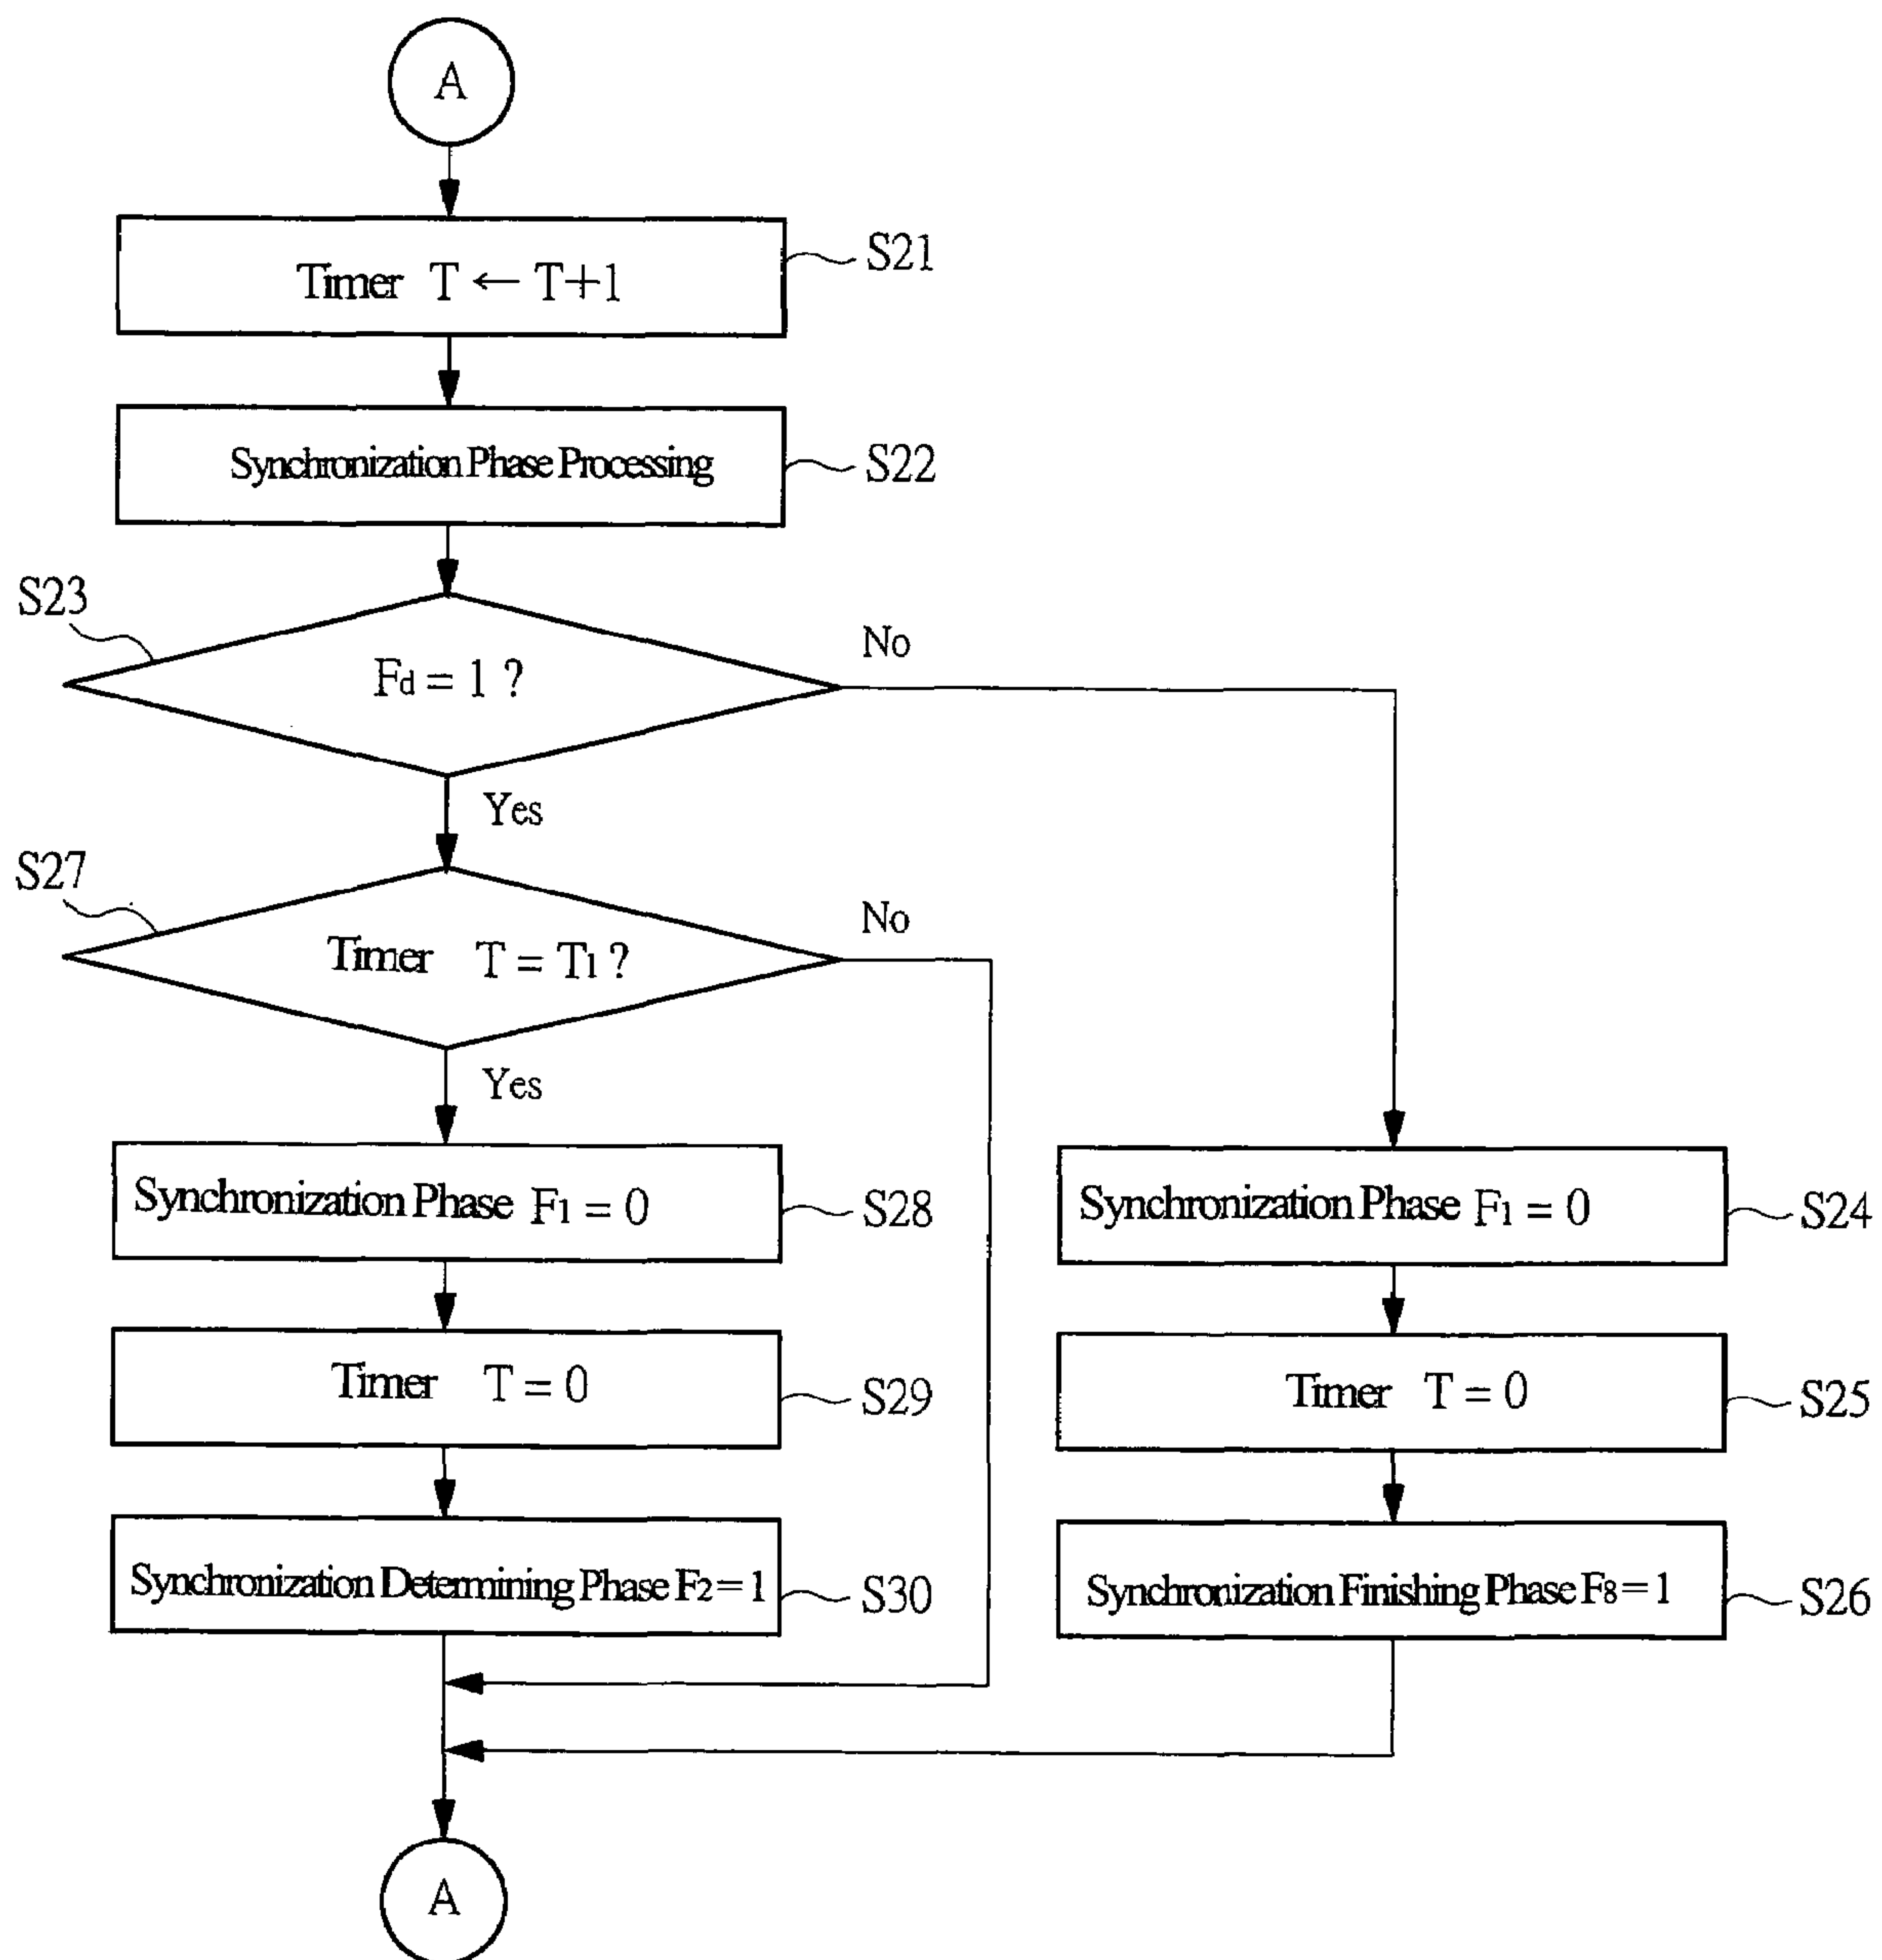 A
Timer T ← T+1
S21
Synchronization Phase Processing
S22
S23
Fd = 1 ?
No
Yes
S27
Timer T = T1 ?
No
Yes
Synchronization Phase F1 = 0
S28
Synchronization Phase F1 = 0
S24
Timer T = 0
S29
Timer T = 0
S25
Synchronization Determining Phase F2 = 1
S30
Synchronization Finishing Phase F8 = 1
S26
A